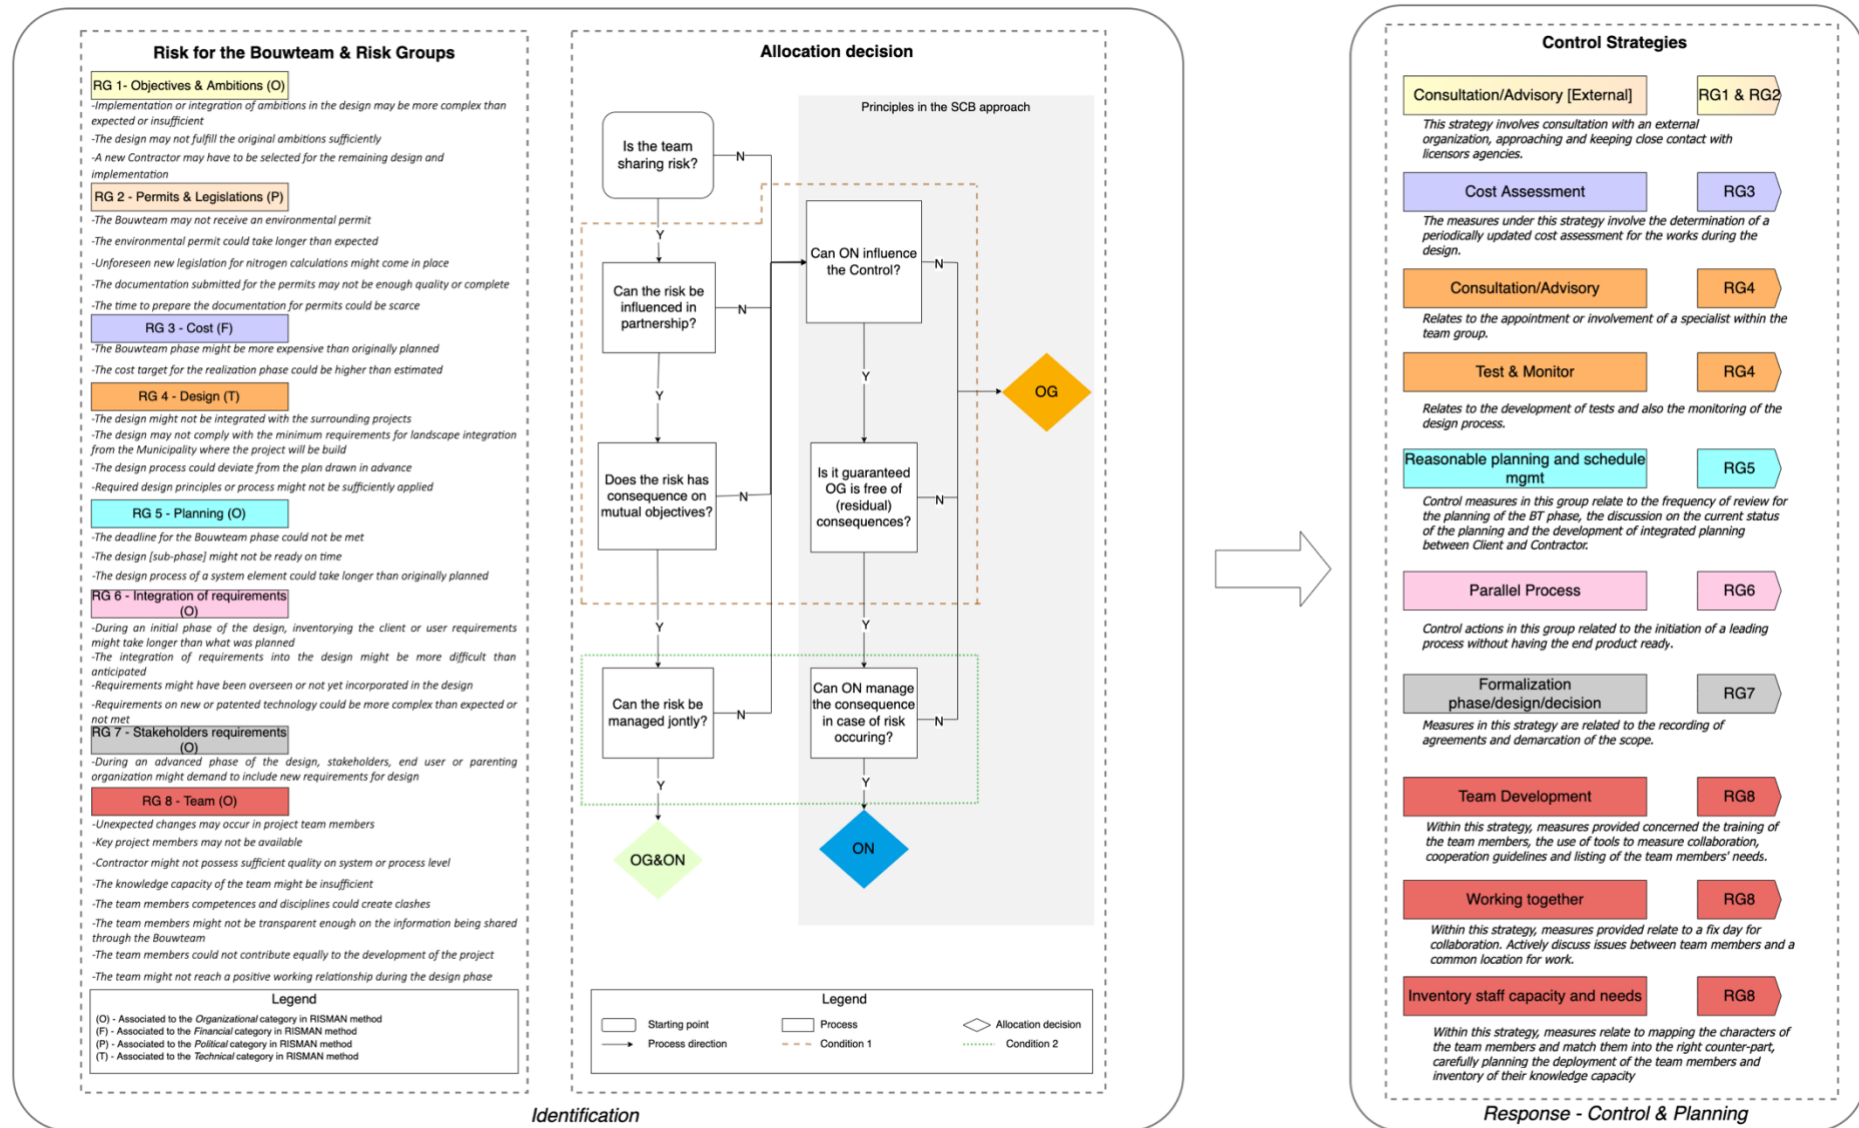 Risk for the Bouwteam & Risk Groups
RG 1- Objectives & Ambitions (O)
-Implementation or integration of ambitions in the design may be more complex than
expected or insufficient
-The design may not fulfill the original ambitions sufficiently
-A new Contractor may have to be selected for the remaining design and
implementation
RG 2 - Permits & Legislations (P)
-The Bouwteam may not receive an environmental permit
-The environmental permit could take longer than expected
-Unforeseen new legislation for nitrogen calculations might come in place
-The documentation submitted for the permits may not be enough quality or complete
-The time to prepare the documentation for permits could be scarce
RG 3 - Cost (F)
-The Bouwteam phase might be more expensive than originally planned
-The cost target for the realization phase could be higher than estimated
RG 4 - Design (T)
-The design might not be integrated with the surrounding projects
-The design may not comply with the minimum requirements for landscape integration
from the Municipality where the project will be build
-The design process could deviate from the plan drawn in advance
-Required design principles or process might not be sufficiently applied
RG 5 - Planning (O)
-The deadline for the Bouwteam phase could not be met
-The design [sub-phase] might not be ready on time
-The design process of a system element could take longer than originally planned
RG 6 - Integration of requirements
(O)
-During an initial phase of the design, inventorying the client or user requirements
might take longer than what was planned
-The integration of requirements into the design might be more difficult than
anticipated
-Requirements might have been overseen or not yet incorporated in the design
-Requirements on new or patented technology could be more complex than expected or
not met
RG 7 - Stakeholders requirements
(O)
-During an advanced phase of the design, stakeholders, end user or parenting
organization might demand to include new requirements for design
RG 8 - Team (O)
-Unexpected changes may occur in project team members
-Key project members may not be available
-Contractor might not possess sufficient quality on system or process level
-The knowledge capacity of the team might be insufficient
-The team members competences and disciplines could create clashes
-The team members might not be transparent enough on the information being shared
through the Bouwteam
-The team members could not contribute equally to the development of the project
-The team might not reach a positive working relationship during the design phase
Legend
(O) - Associated to the Organizational category in RISMAN method
(F) - Associated to the Financial category in RISMAN method
(P) - Associated to the Political category in RISMAN method
(T) - Associated to the Technical category in RISMAN method
Allocation decision
Principles in the SCB approach
Is the team
sharing risk?
N
Y
Can the risk be
influenced in
partnership?
N
Y
Does the risk has
consequence on
mutual objectives?
N
Y
Can the risk be
managed jontly?
N
Y
OG&ON
Can ON influence
the Control?
N
Y
Is it guaranteed
OG is free of
(residual)
consequences?
N
Y
Can ON manage
the consequence
in case of risk
occuring?
N
Y
ON
OG
Legend
Starting point
Process
Allocation decision
Process direction
Condition 1
Condition 2
Identification
Control Strategies
Consultation/Advisory [External]
RG1 & RG2
This strategy involves consultation with an external
organization, approaching and keeping close contact with
licensors agencies.
Cost Assessment
RG3
The measures under this strategy involve the determination of a
periodically updated cost assessment for the works during the
design.
Consultation/Advisory
RG4
Relates to the appointment or involvement of a specialist within the
team group.
Test & Monitor
RG4
Relates to the development of tests and also the monitoring of the
design process.
Reasonable planning and schedule
mgmt
RG5
Control measures in this group relate to the frequency of review for
the planning of the BT phase, the discussion on the current status
of the planning and the development of integrated planning
between Client and Contractor.
Parallel Process
RG6
Control actions in this group related to the initiation of a leading
process without having the end product ready.
Formalization
phase/design/decision
RG7
Measures in this strategy are related to the recording of
agreements and demarcation of the scope.
Team Development
RG8
Within this strategy, measures provided concerned the training of
the team members, the use of tools to measure collaboration,
cooperation guidelines and listing of the team members' needs.
Working together
RG8
Within this strategy, measures provided relate to a fix day for
collaboration. Actively discuss issues between team members and a
common location for work.
Inventory staff capacity and needs
RG8
Within this strategy, measures relate to mapping the characters of
the team members and match them into the right counter-part,
carefully planning the deployment of the team members and
inventory of their knowledge capacity
Response - Control & Planning